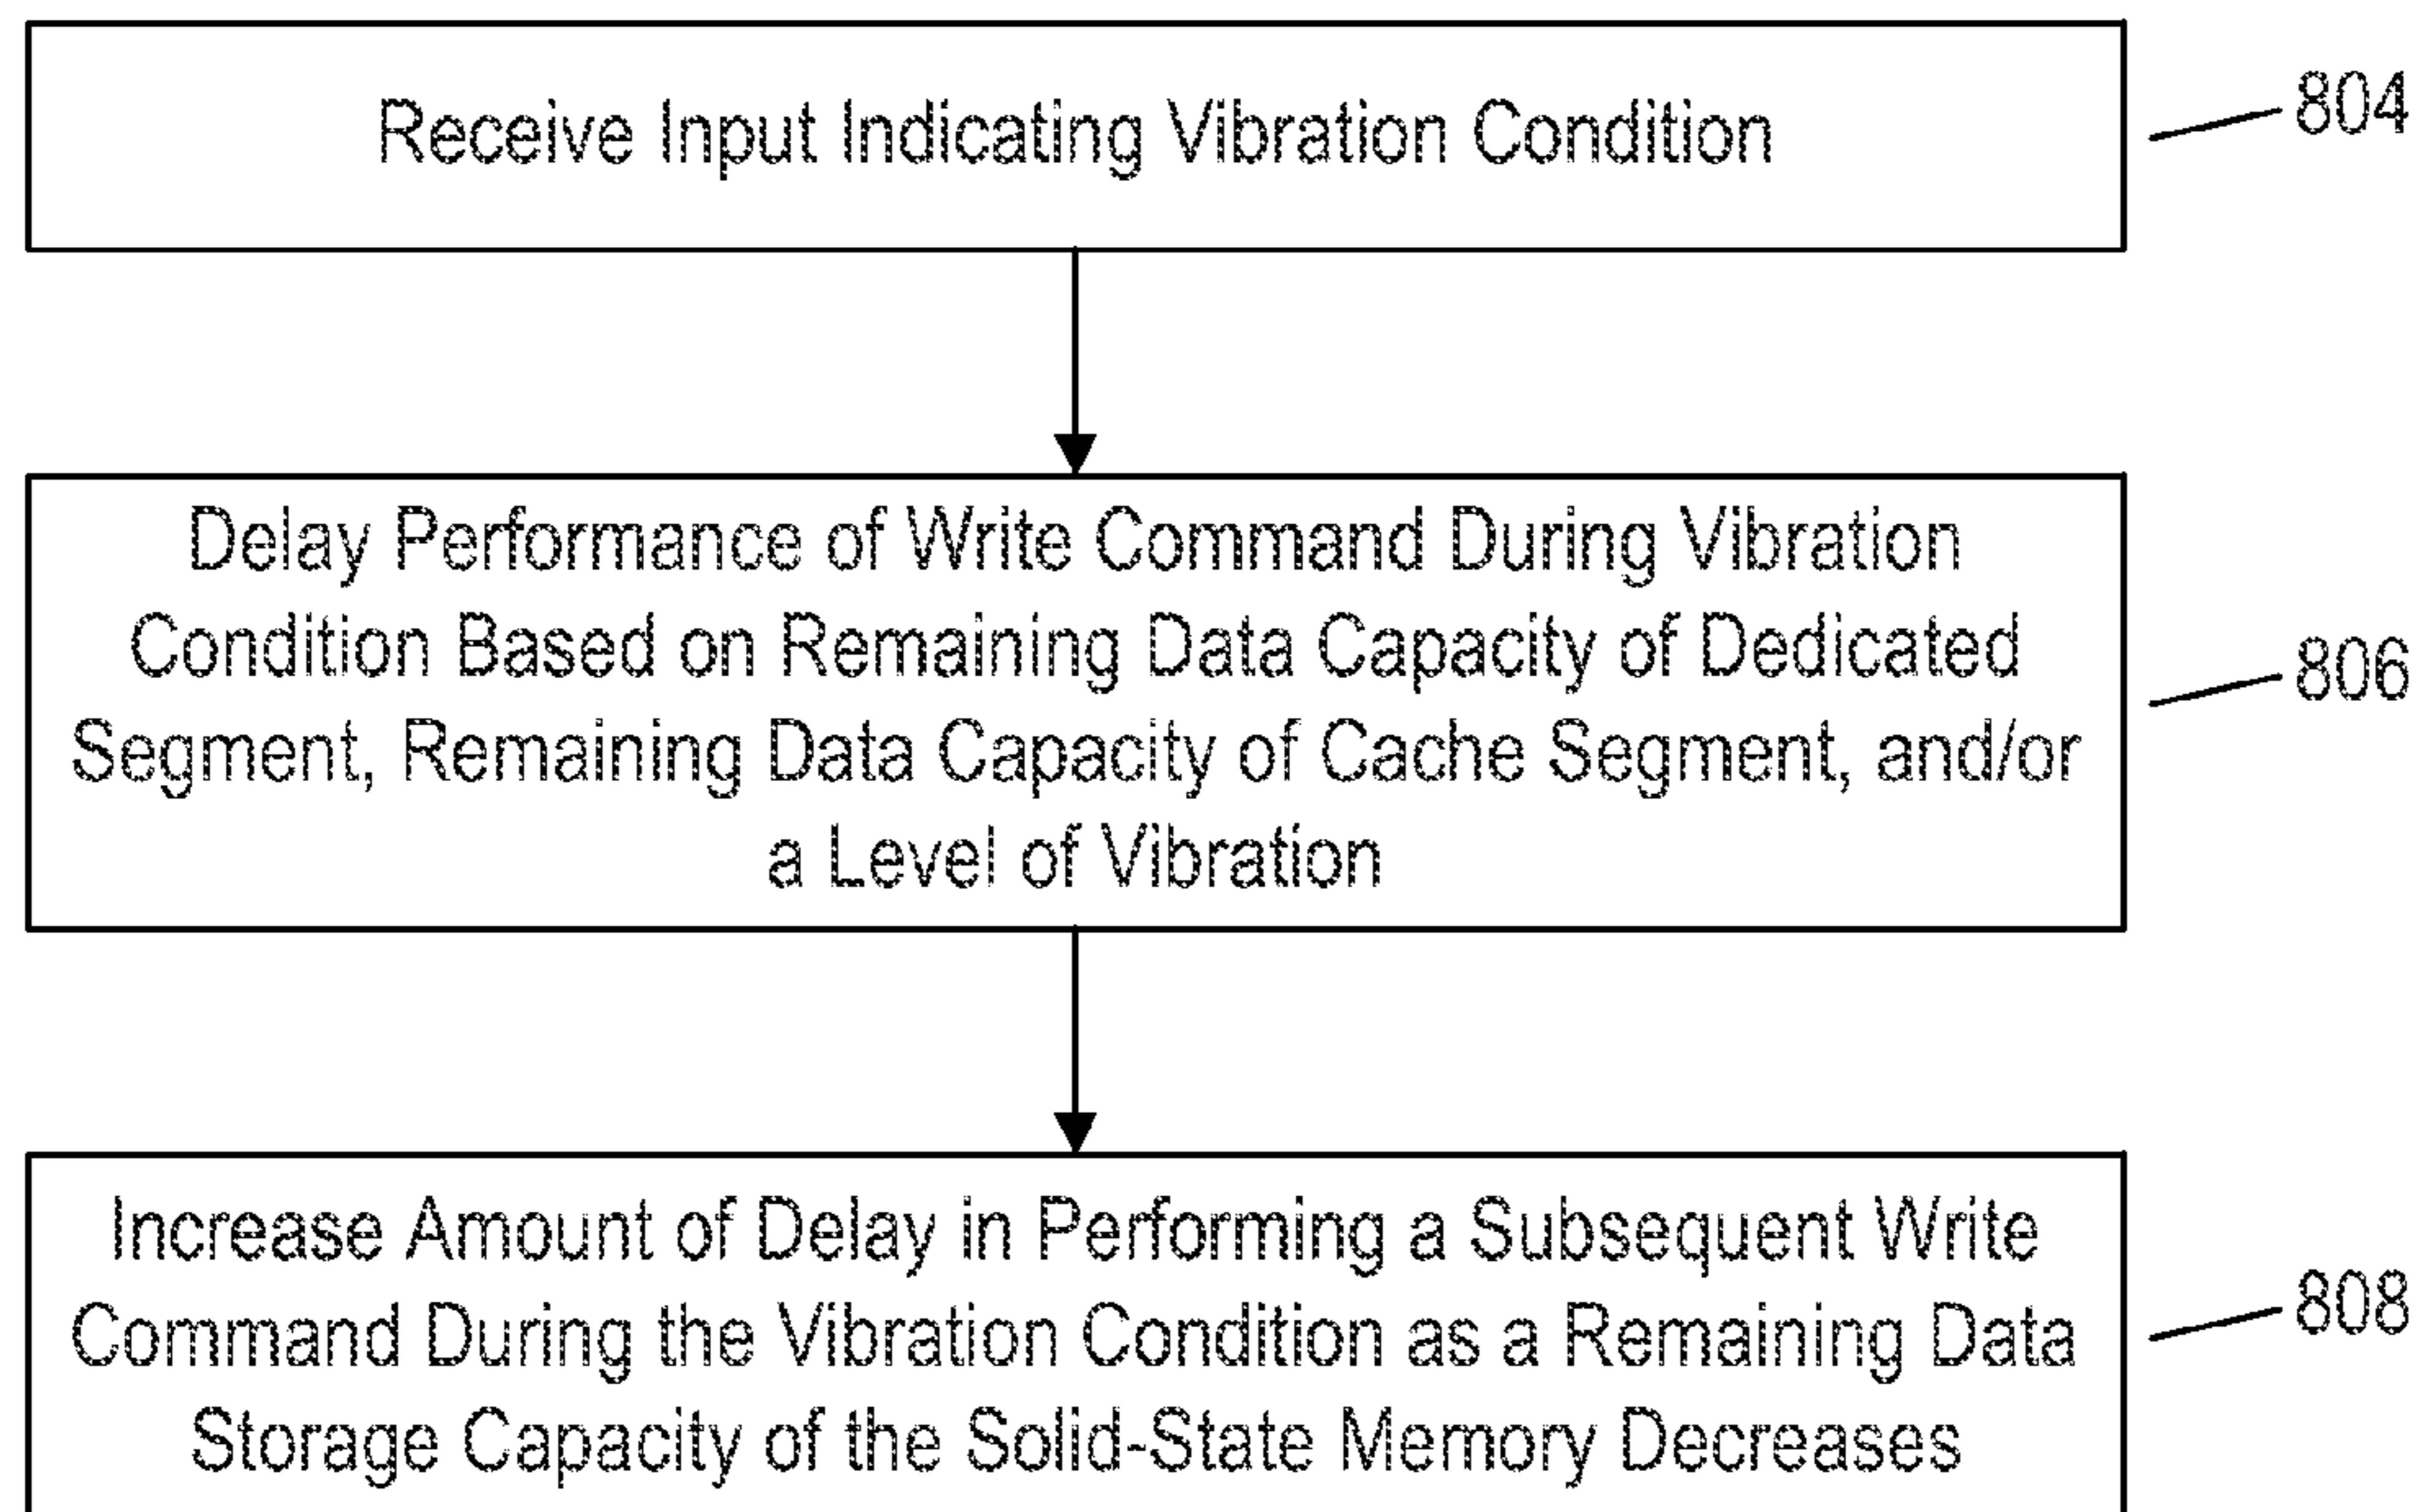 Receive Input Indicating Vibration Condition
804
Delay Performance of Write Command During Vibration
Condition Based on Remaining Data Capacity of Dedicated
Segment, Remaining Data Capacity of Cache Segment, and/or
a Level of Vibration
806
Increase Amount of Delay in Performing a Subsequent Write
Command During the Vibration Condition as a Remaining Data
Storage Capacity of the Solid-State Memory Decreases
808